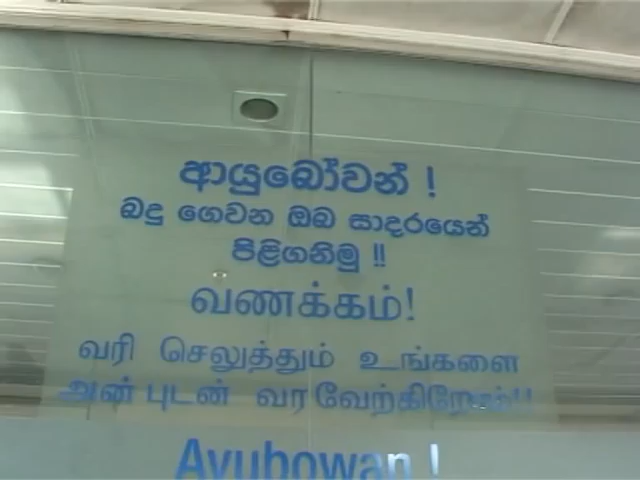 ආයුබෝවන් !
බදු ගෙවන ඔබ සාදරයෙන්
පිළිගනිමු !!
வணக்கம்!
வரி செலுத்தும் உங்களை
அன்புடன் வரவேற்கிறோம்!!
Ayubowan !